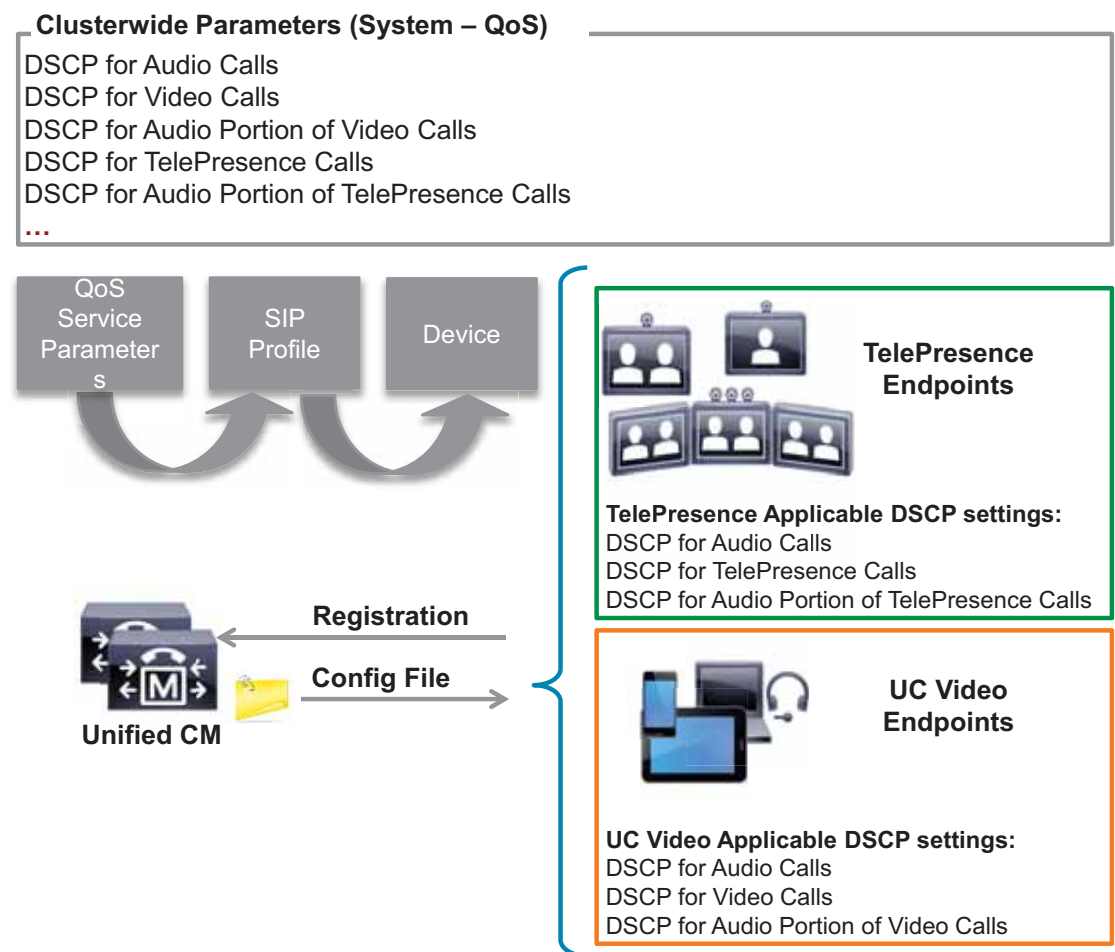 Clusterwide Parameters (System – QoS)
DSCP for Audio Calls
DSCP for Video Calls
DSCP for Audio Portion of Video Calls
DSCP for TelePresence Calls
DSCP for Audio Portion of TelePresence Calls
...
QoS
Service
Parameter
s
SIP
Profile
Device
TelePresence
Endpoints
TelePresence Applicable DSCP settings:
DSCP for Audio Calls
DSCP for TelePresence Calls
DSCP for Audio Portion of TelePresence Calls
Registration
Config File
M
Unified CM
UC Video
Endpoints
UC Video Applicable DSCP settings:
DSCP for Audio Calls
DSCP for Video Calls
DSCP for Audio Portion of Video Calls